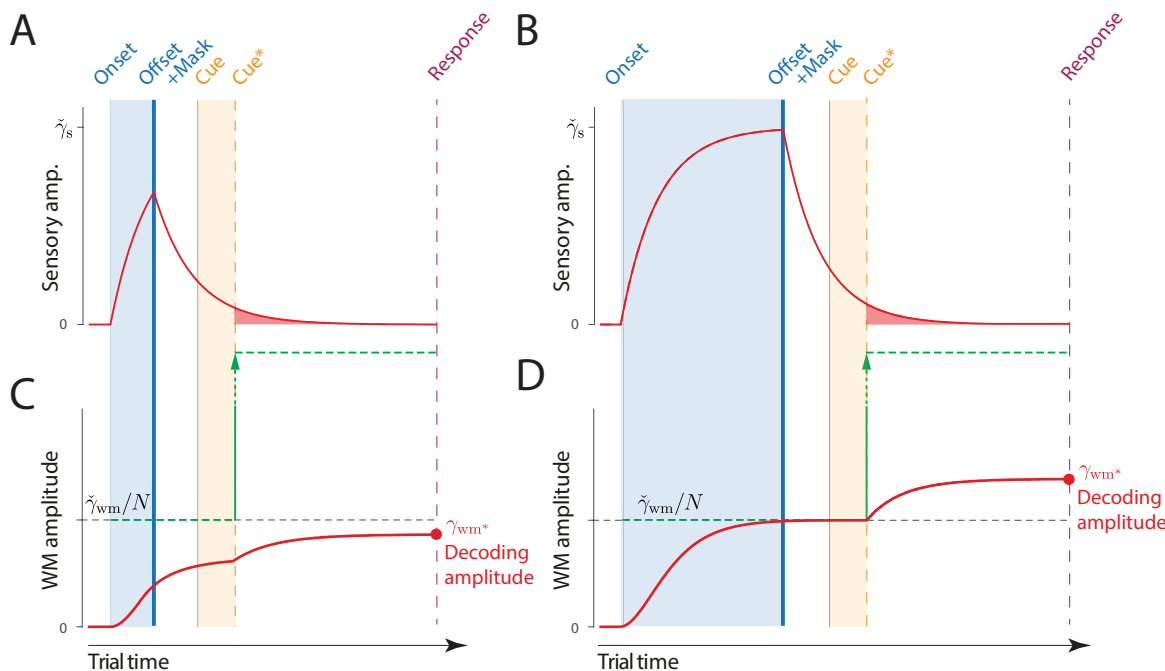 A
B
Onset
Offset
+Mask
Cue
Cue*
Response
Onset
Offset
+Mask
Cue
Cue*
Response
Sensory amp.
γ̌s
0
Sensory amp.
γ̌s
0
C
D
WM amplitude
γ̌wm/N
0
γwm*
Decoding
amplitude
WM amplitude
γ̌wm/N
0
γwm*
Decoding
amplitude
Trial time
Trial time